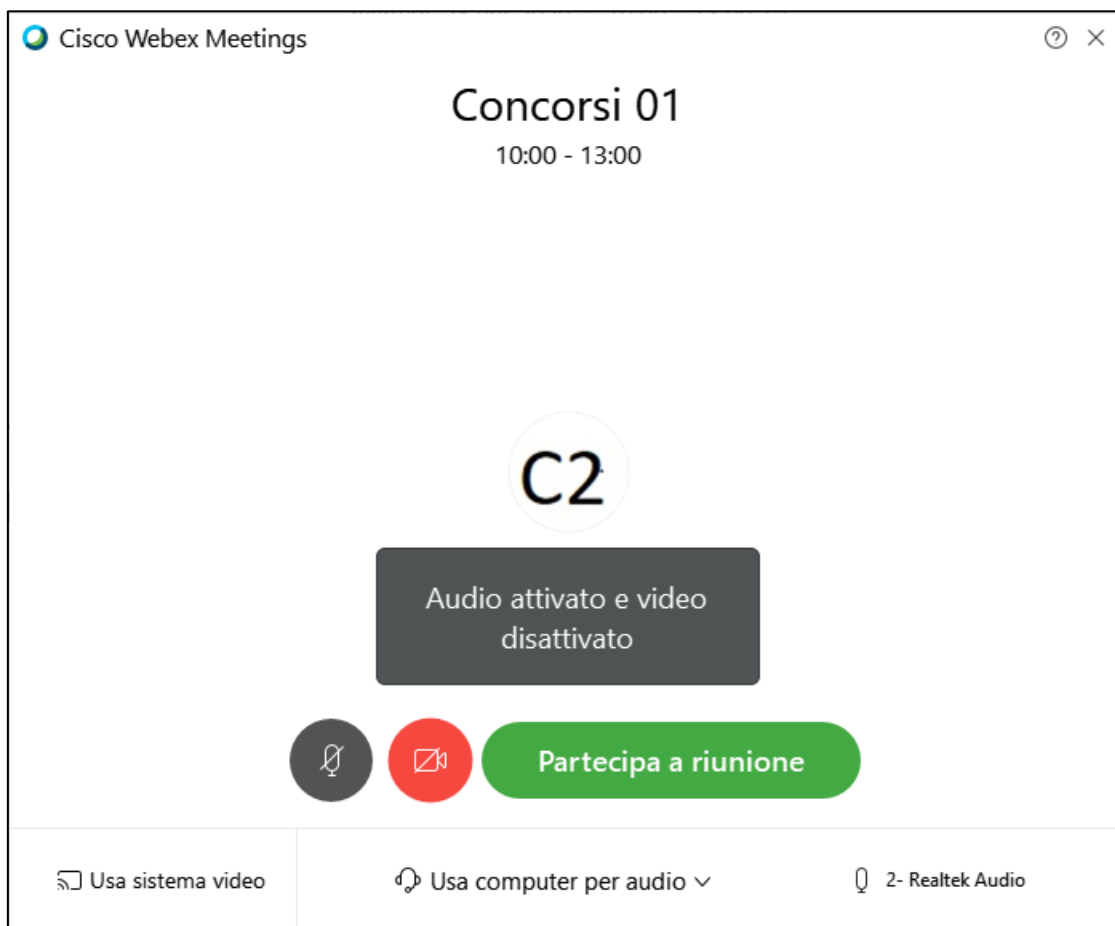 Cisco Webex Meetings
Concorsi 01
10:00 - 13:00
C2
Audio attivato e video
disattivato
Partecipa a riunione
Usa sistema video
Usa computer per audio
2- Realtek Audio